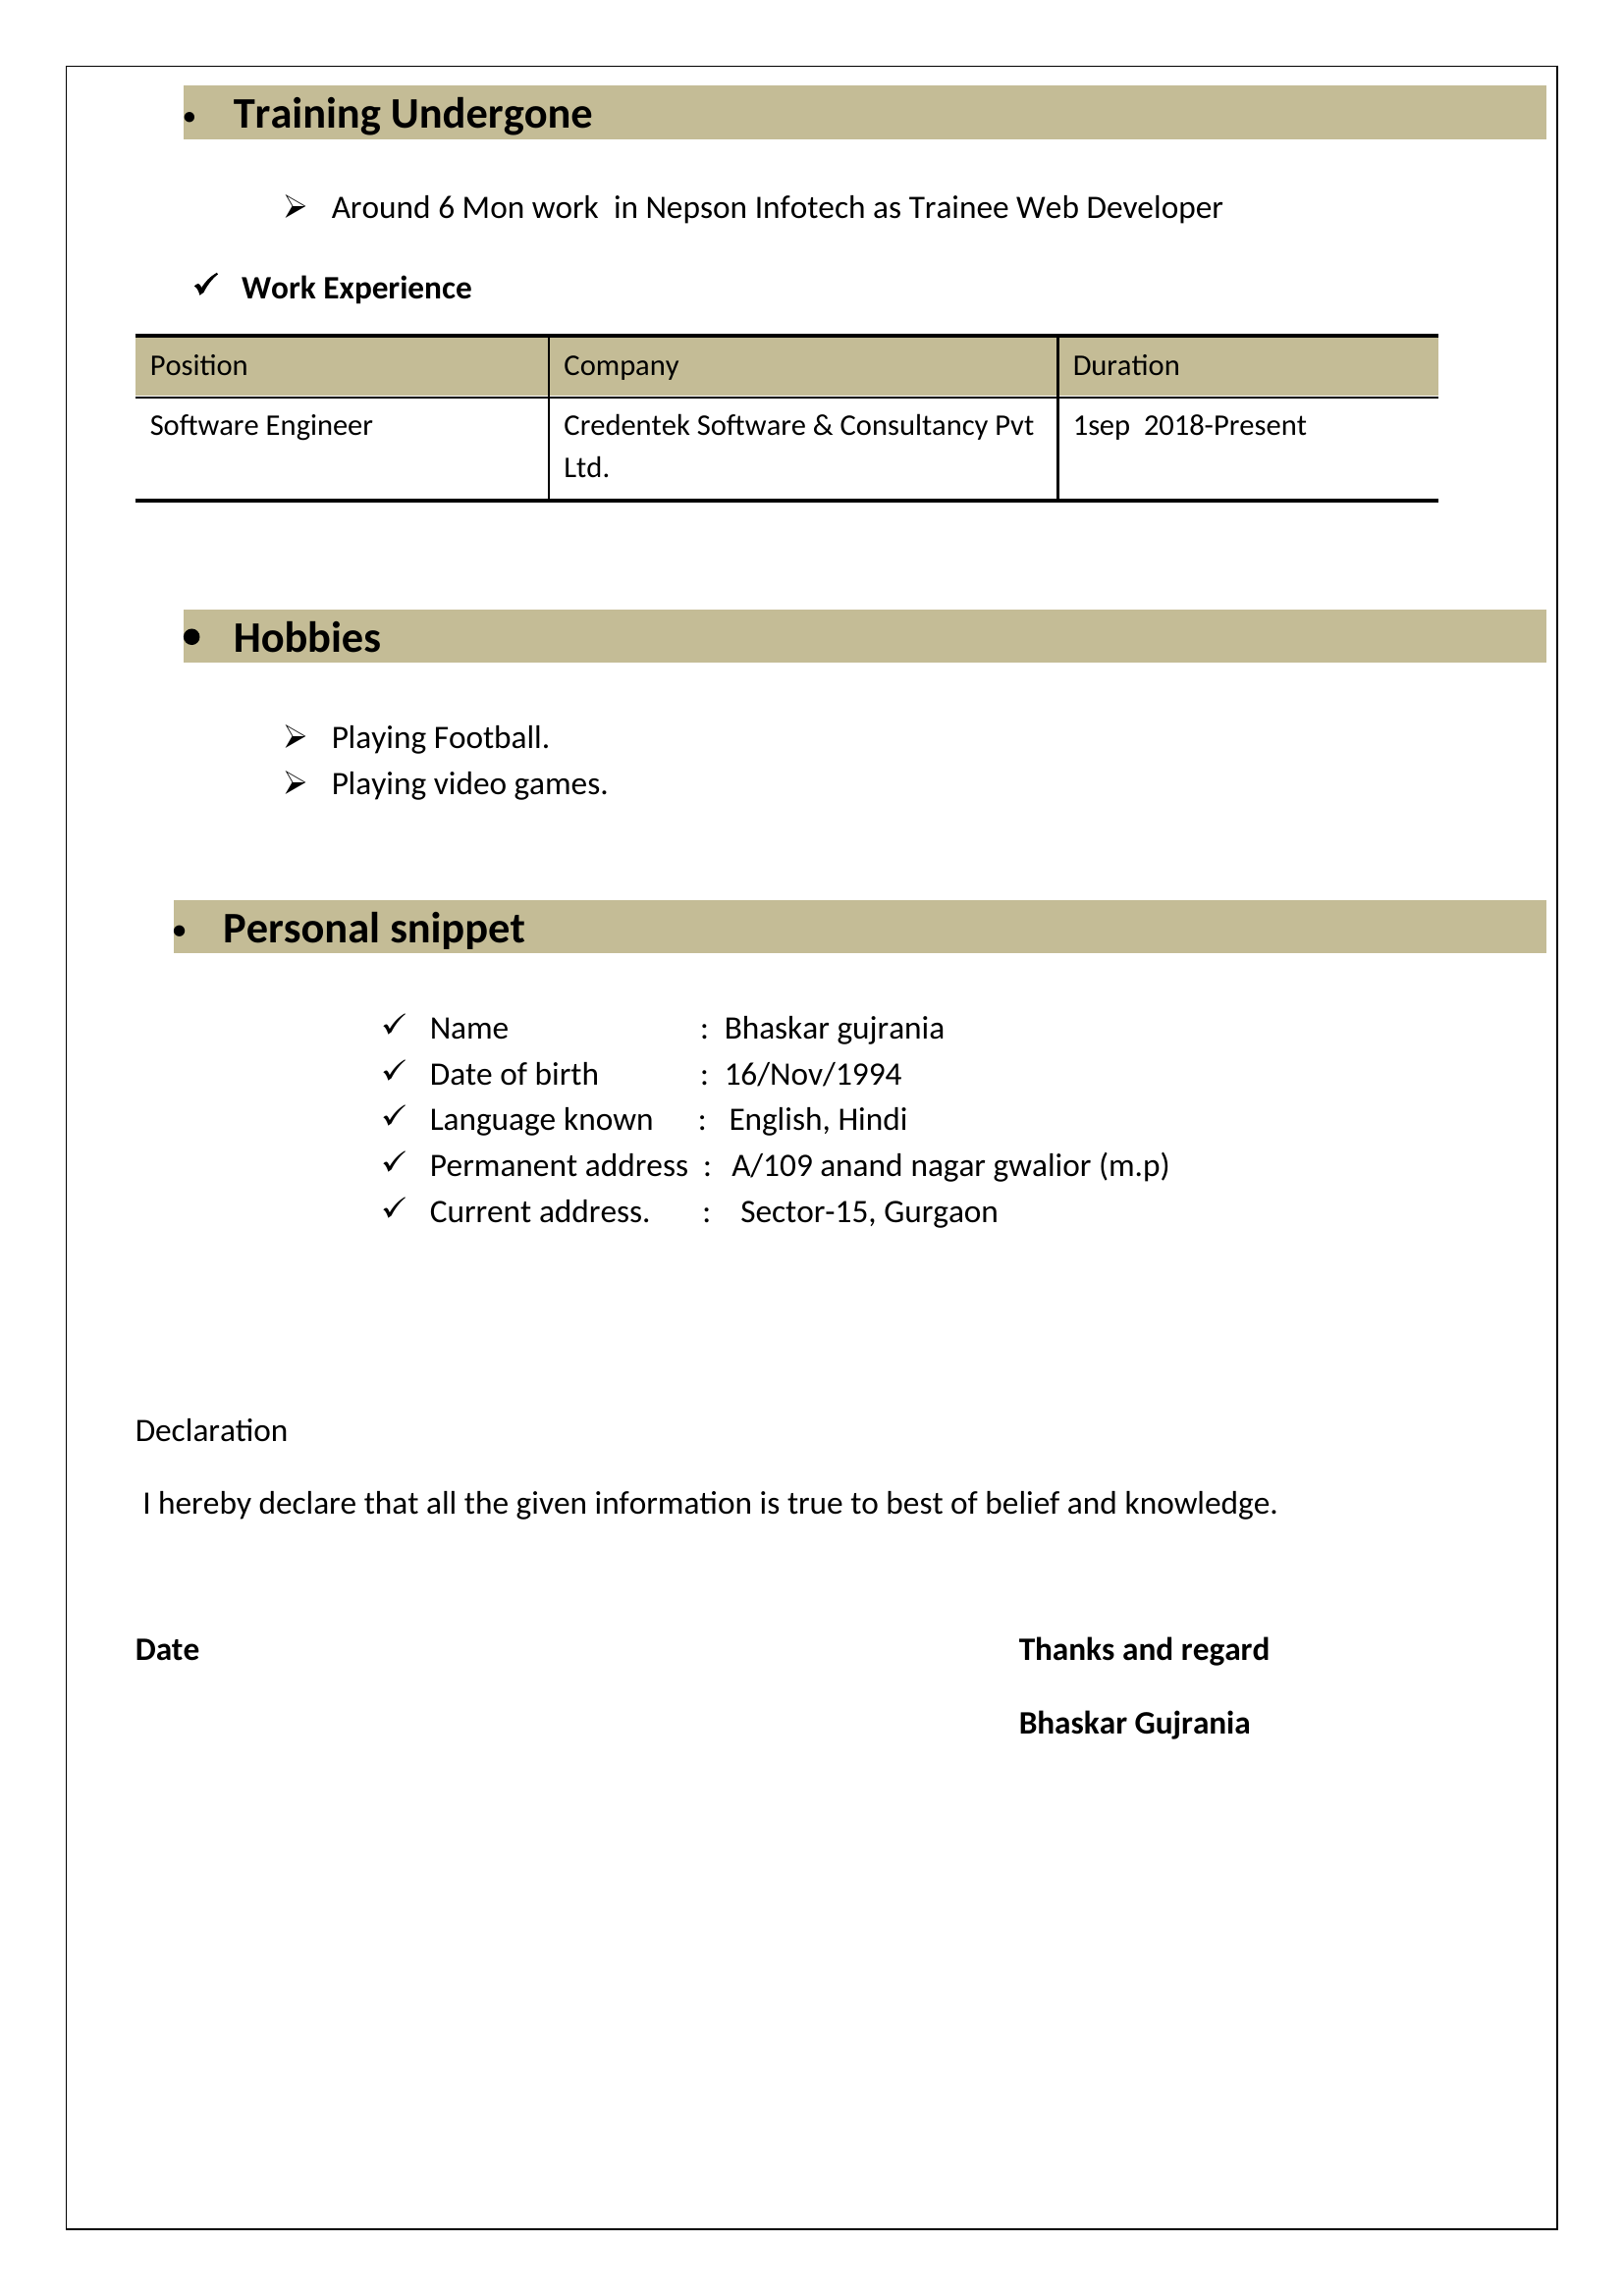 Training Undergone
Around 6 Mon work  in Nepson Infotech as Trainee Web Developer
Work Experience
Position Company Duration
Software Engineer Credentek Software & Consultancy Pvt 1sep  2018-Present
Ltd.
Hobbies
Playing Football.
Playing video games.
Personal snippet
Name : Bhaskar gujrania
Date of birth : 16/Nov/1994
Language known : English, Hindi
Permanent address : A/109 anand nagar gwalior (m.p)
Current address. : Sector-15, Gurgaon
Declaration
I hereby declare that all the given information is true to best of belief and knowledge.
Date Thanks and regard
Bhaskar Gujrania